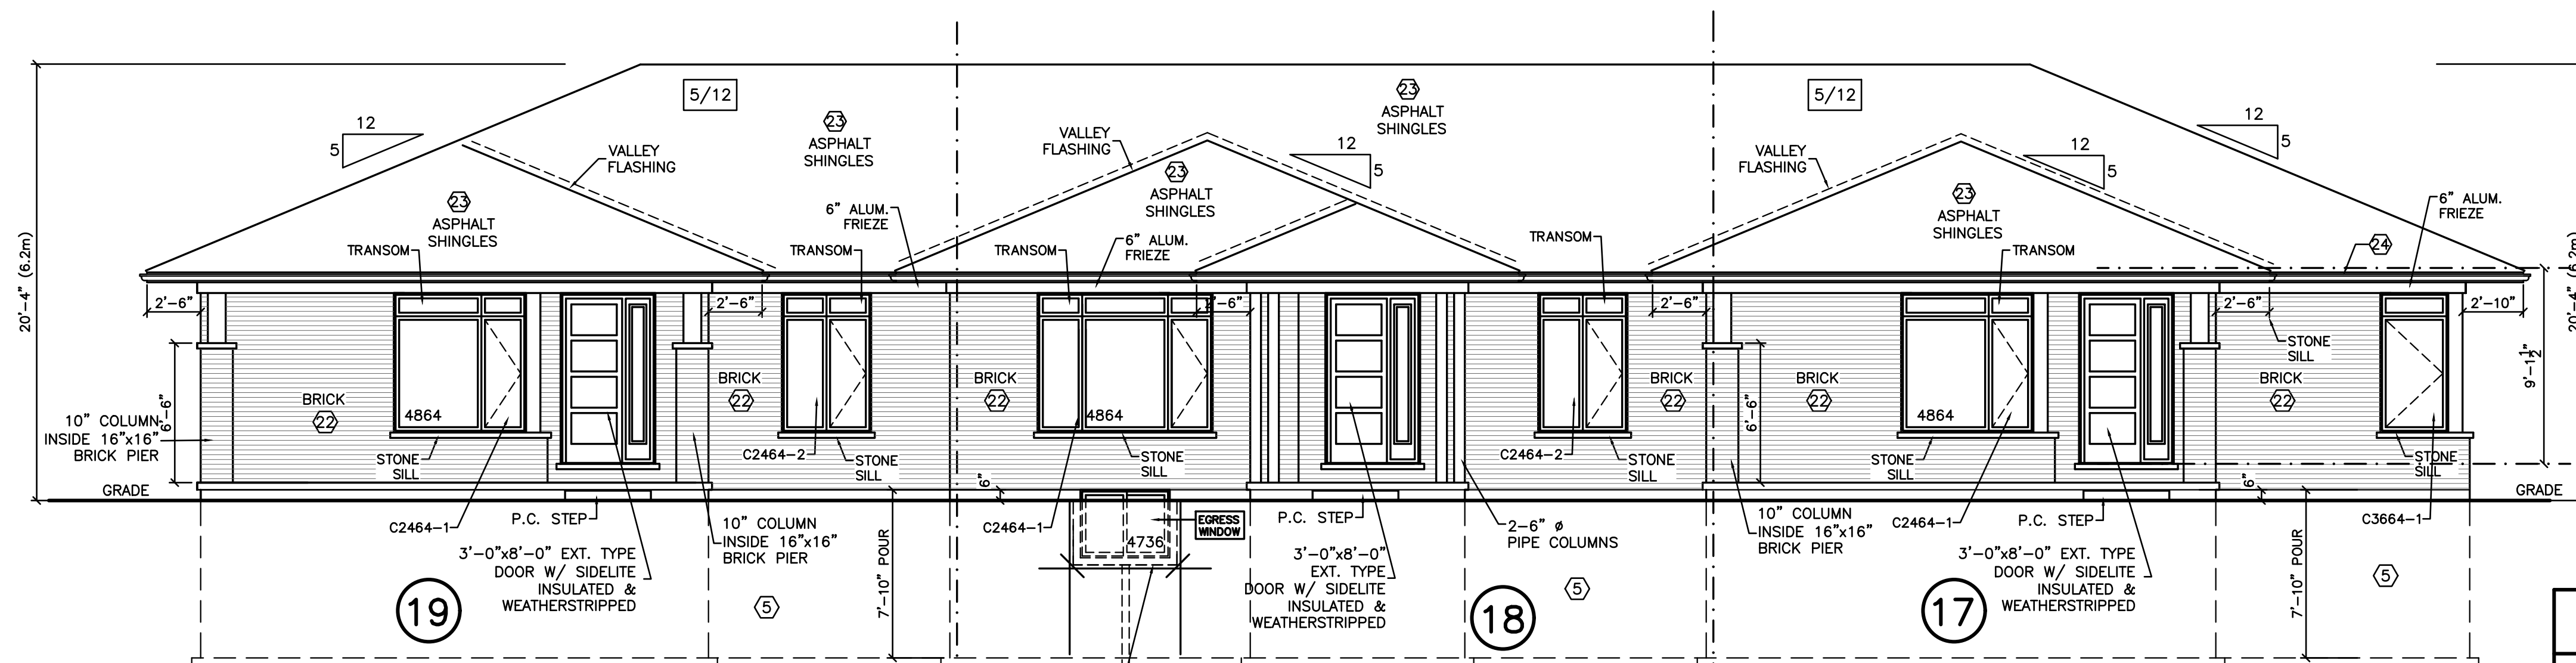 5/12
5/12
23
ASPHALT
SHINGLES
23
ASPHALT
SHINGLES
12
5
VALLEY
FLASHING
VALLEY
FLASHING
12
5
23
ASPHALT
SHINGLES
VALLEY
FLASHING
12
5
12
5
23
ASPHALT
SHINGLES
23
ASPHALT
SHINGLES
6" ALUM.
FRIEZE
6" ALUM.
FRIEZE
6" ALUM.
FRIEZE
TRANSOM
TRANSOM
TRANSOM
TRANSOM
TRANSOM
24
20'-4" (6.2m)
20'-4" (6.2m)
2'-6"
2'-6"
2'-6"
2'-6"
2'-10"
STONE
SILL
9'-1 1/2"
BRICK
22
BRICK
22
BRICK
22
BRICK
22
BRICK
22
BRICK
22
4864
4864
4864
10" COLUMN
INSIDE 16"x16"
BRICK PIER
6'-6"
6'-6"
STONE
SILL
C2464-2
STONE
SILL
STONE
SILL
C2464-2
STONE
SILL
STONE
SILL
STONE
SILL
6"
6"
GRADE
GRADE
C2464-1
P.C. STEP
10" COLUMN
INSIDE 16"x16"
BRICK PIER
C2464-1
EGRESS
WINDOW
4736
P.C. STEP
2-6" ø
PIPE COLUMNS
10" COLUMN
INSIDE 16"x16"
BRICK PIER
C2464-1
P.C. STEP
C3664-1
3'-0"x8'-0" EXT. TYPE
DOOR W/ SIDELITE
INSULATED &
WEATHERSTRIPPED
7'-10" POUR
3'-0"x8'-0"
EXT. TYPE
DOOR W/ SIDELITE
INSULATED &
WEATHERSTRIPPED
3'-0"x8'-0" EXT. TYPE
DOOR W/ SIDELITE
INSULATED &
WEATHERSTRIPPED
7'-10" POUR
19
5
18
5
17
5